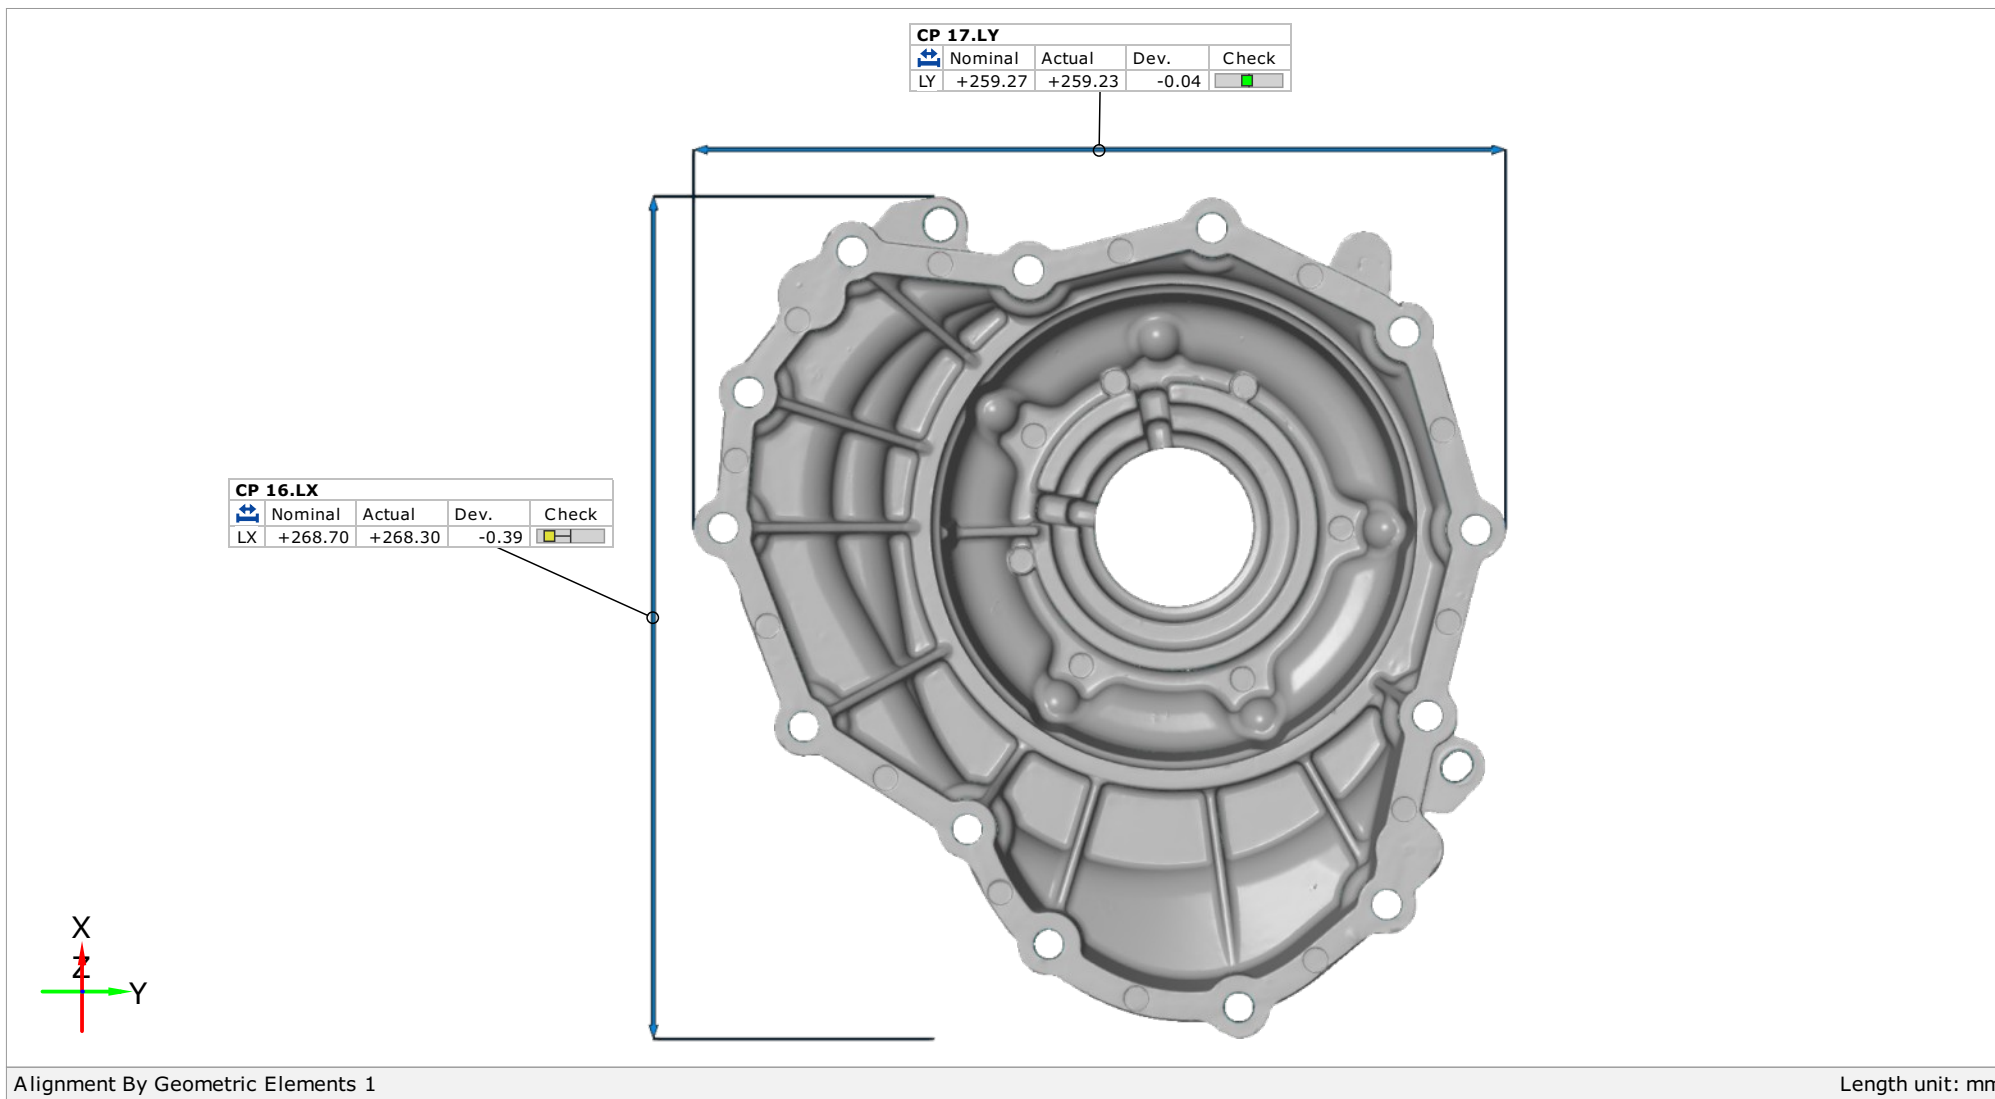 CP 17.LY
Nominal Actual Dev. Check
LY +259.27 +259.23 -0.04
CP 16.LX
Nominal Actual Dev. Check
LX +268.70 +268.30 -0.39
X
Z
Y
Alignment By Geometric Elements 1
Length unit: mm